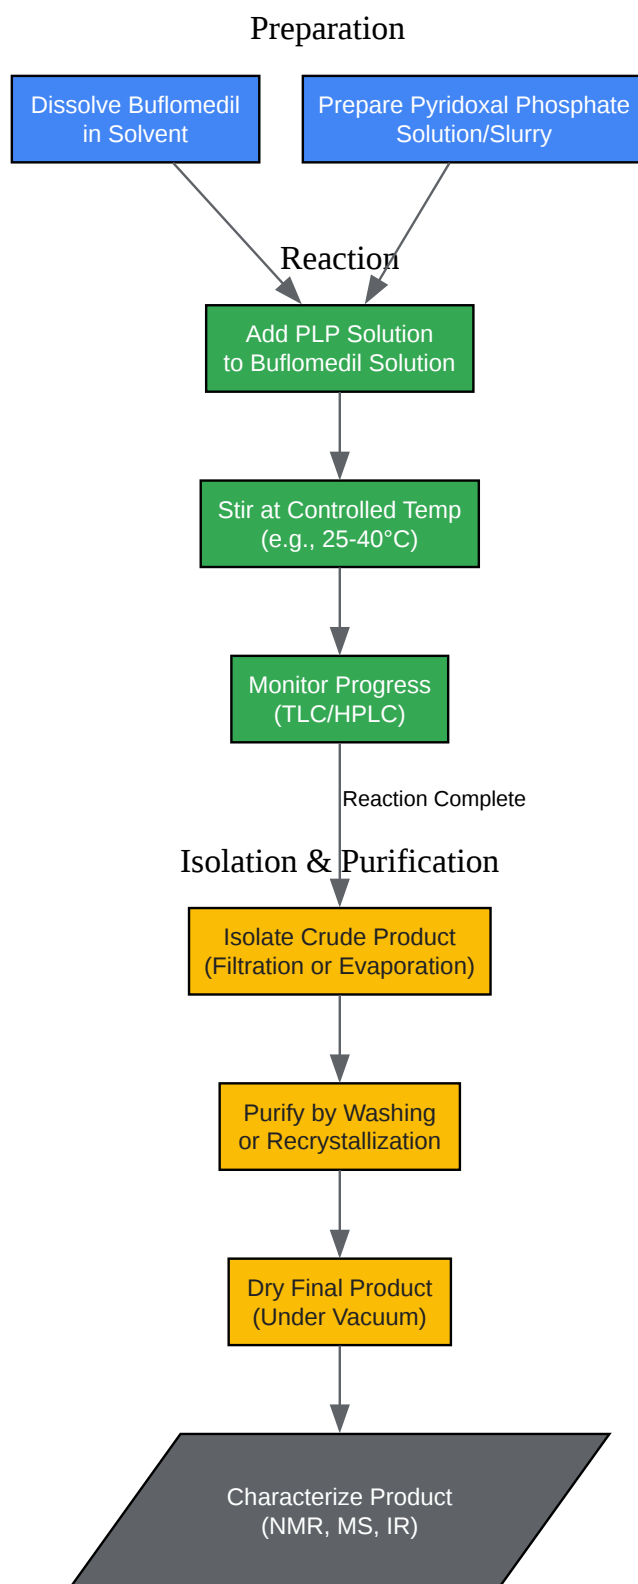 Preparation
Dissolve Buflomedil
in Solvent
Prepare Pyridoxal Phosphate
Solution/Slurry
Reaction
Add PLP Solution
to Buflomedil Solution
Stir at Controlled Temp
(e.g., 25-40°C)
Monitor Progress
(TLC/HPLC)
Reaction Complete
Isolation & Purification
Isolate Crude Product
(Filtration or Evaporation)
Purify by Washing
or Recrystallization
Dry Final Product
(Under Vacuum)
Characterize Product
(NMR, MS, IR)